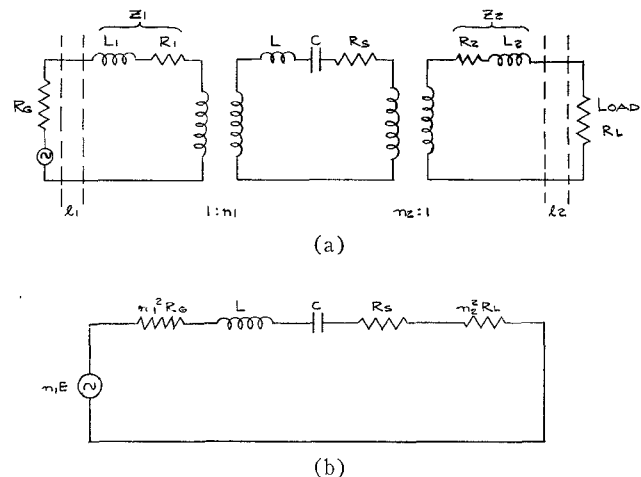 Z1 Z2
L1 R1 L C RS R2 L2
RG LOAD
RL
l1 1:n1 n2:1 l2
(a)
n1²RG L C RS n2²RL
n1E
(b)